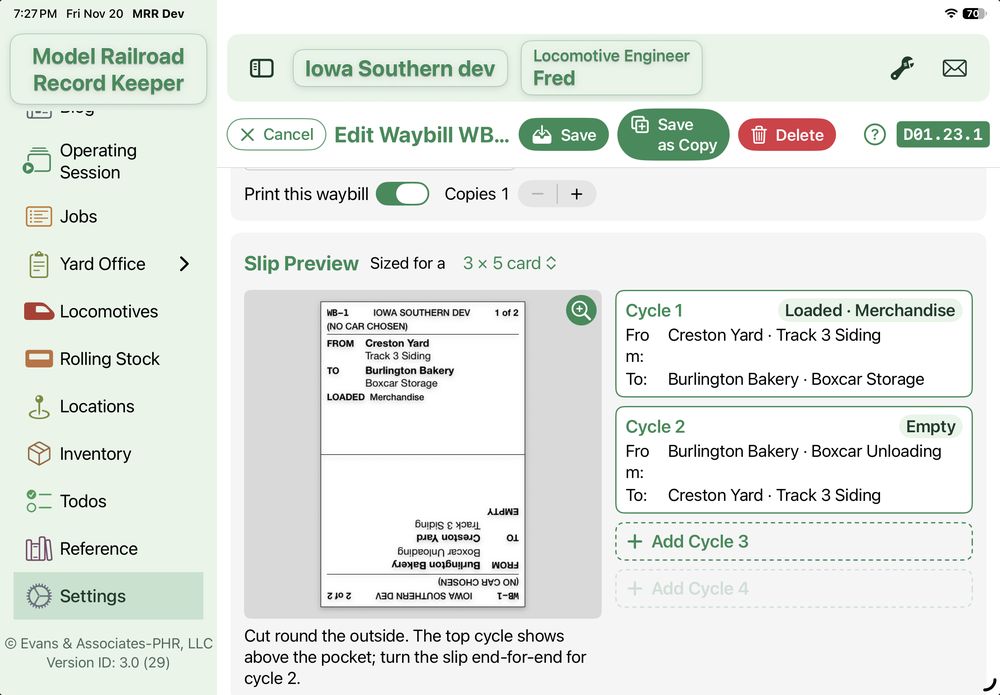 7:27 PM Fri Nov 20 MRR Dev
70
Model Railroad
Record Keeper
Blog
Operating
Session
Jobs
Yard Office
Locomotives
Rolling Stock
Locations
Inventory
Todos
Reference
Settings
© Evans & Associates-PHR, LLC
Version ID: 3.0 (29)
Iowa Southern dev
Locomotive Engineer
Fred
Cancel
Edit Waybill WB...
Save
Save
as Copy
Delete
?
D01.23.1
Print this waybill
Copies 1
Slip Preview
Sized for a
3 × 5 card
WB-1 IOWA SOUTHERN DEV 1 of 2
(NO CAR CHOSEN)
FROM Creston Yard
Track 3 Siding
TO Burlington Bakery
Boxcar Storage
LOADED Merchandise
WB-1 IOWA SOUTHERN DEV 2 of 2
(NO CAR CHOSEN)
FROM Burlington Bakery
Boxcar Unloading
TO Creston Yard
Track 3 Siding
EMPTY
Cut round the outside. The top cycle shows
above the pocket; turn the slip end-for-end for
cycle 2.
Cycle 1
Loaded · Merchandise
Fro
m:
Creston Yard · Track 3 Siding
To: Burlington Bakery · Boxcar Storage
Cycle 2
Empty
Fro
m:
Burlington Bakery · Boxcar Unloading
To: Creston Yard · Track 3 Siding
+ Add Cycle 3
+ Add Cycle 4